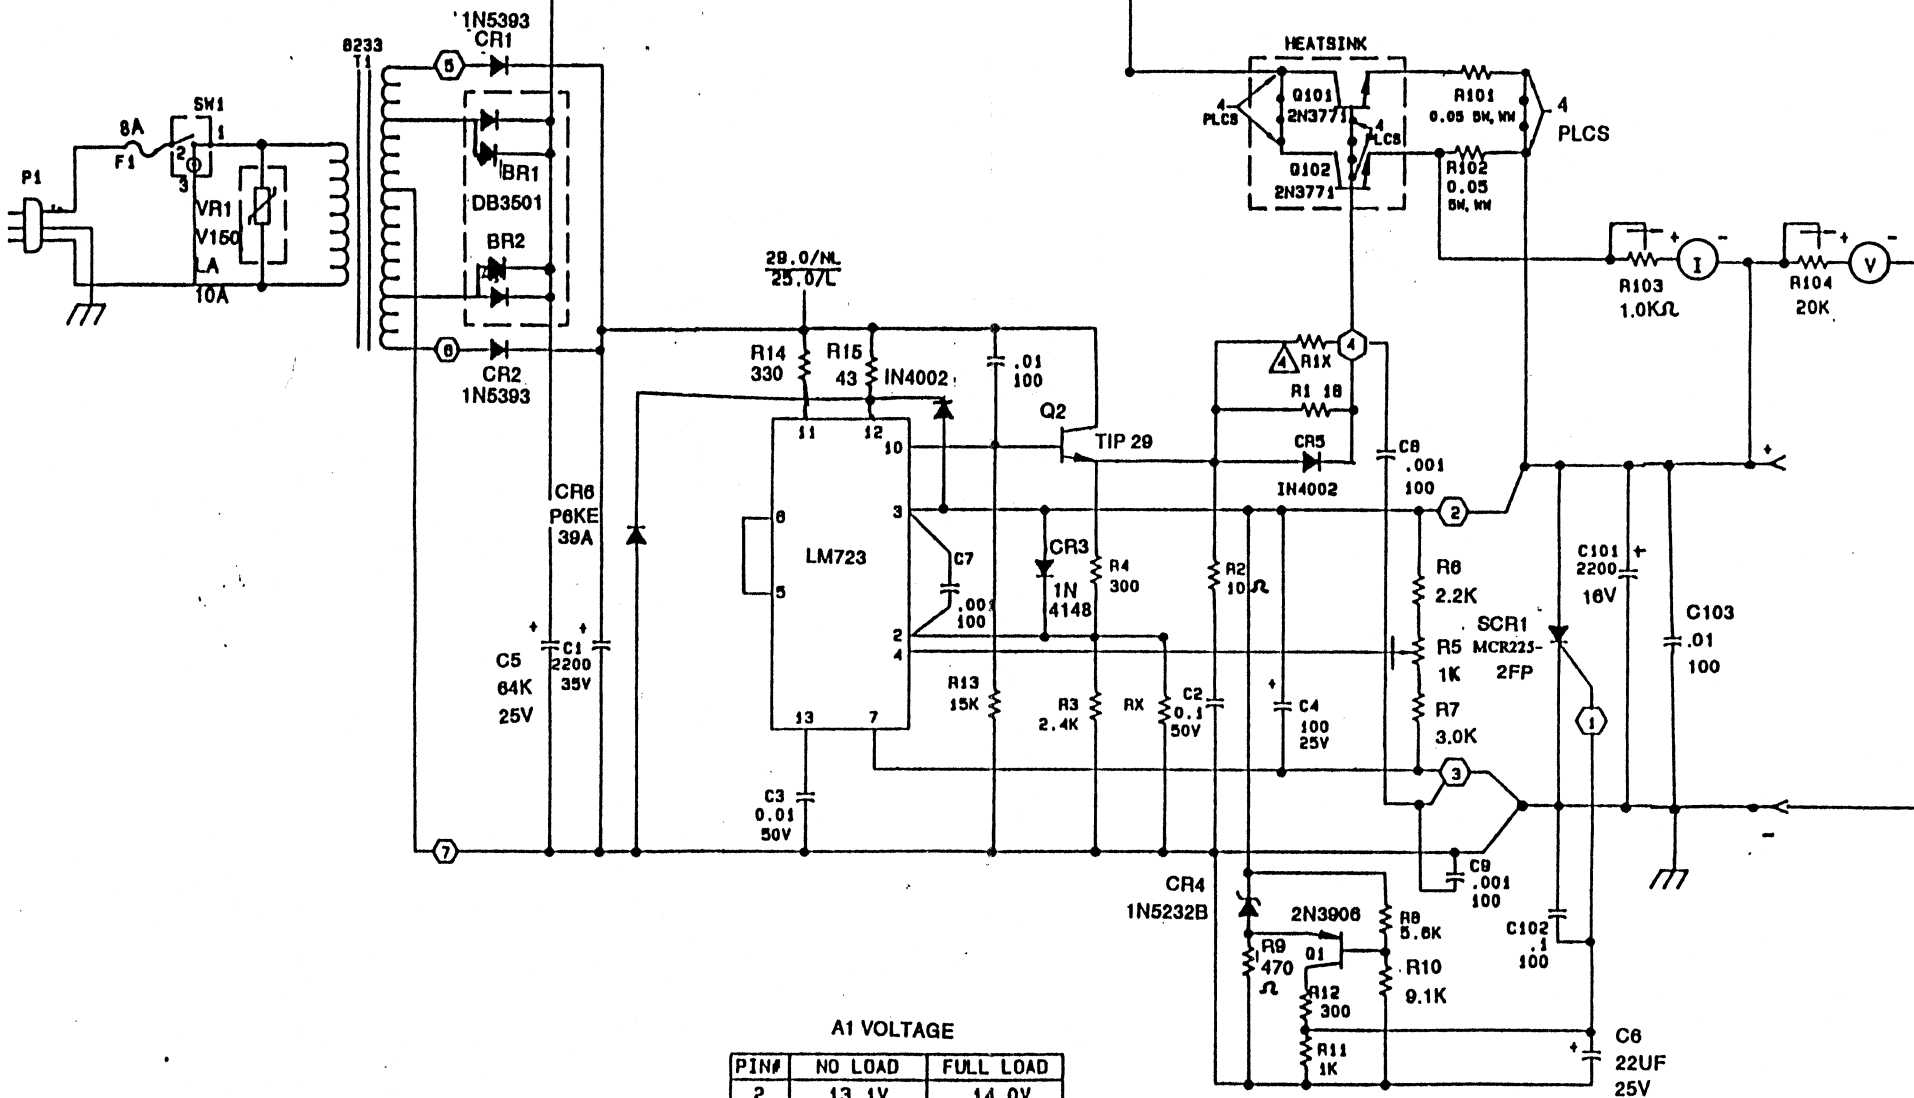 1N5393
CR1
8233
T1
5
SW1
1
8A
F1
2
3
P1
VR1
V150
LA
10A
BR1
DB3501
BR2
6
CR2
1N5393
HEATSINK
4
PLCS
Q101
2N3771
4
PLCS
Q102
2N3771
R101
0.05 5W, WW
4
PLCS
R102
0.05
5W, WW
+
I
-
R103
1.0KΩ
+
V
-
R104
20K
29.0/NL
25.0/L
R14
330
R15
43
IN4002
.01
100
4
R1X
4
R1 18
CR5
IN4002
Q2
TIP 29
C8
.001
100
11
12
10
6
5
3
2
4
13
7
LM723
CR6
P6KE
39A
C7
.001
100
CR3
1N
4148
R4
300
R2
10Ω
2
+
R6
2.2K
R5
1K
R7
3.0K
SCR1
MCR225-
2FP
C101
2200
16V
+
C103
.01
100
1
+
C5
64K
25V
+
C1
2200
35V
R13
15K
R3
2.4K
RX
C2
0.1
50V
+
C4
100
25V
3
C3
0.01
50V
7
-
C9
.001
100
CR4
1N5232B
2N3906
Q1
R9
470
Ω
R8
5.6K
R10
9.1K
R12
300
R11
1K
C102
.1
100
+
C6
22UF
25V
A1 VOLTAGE
PIN# NO LOAD FULL LOAD
2 13.1V 14.0V